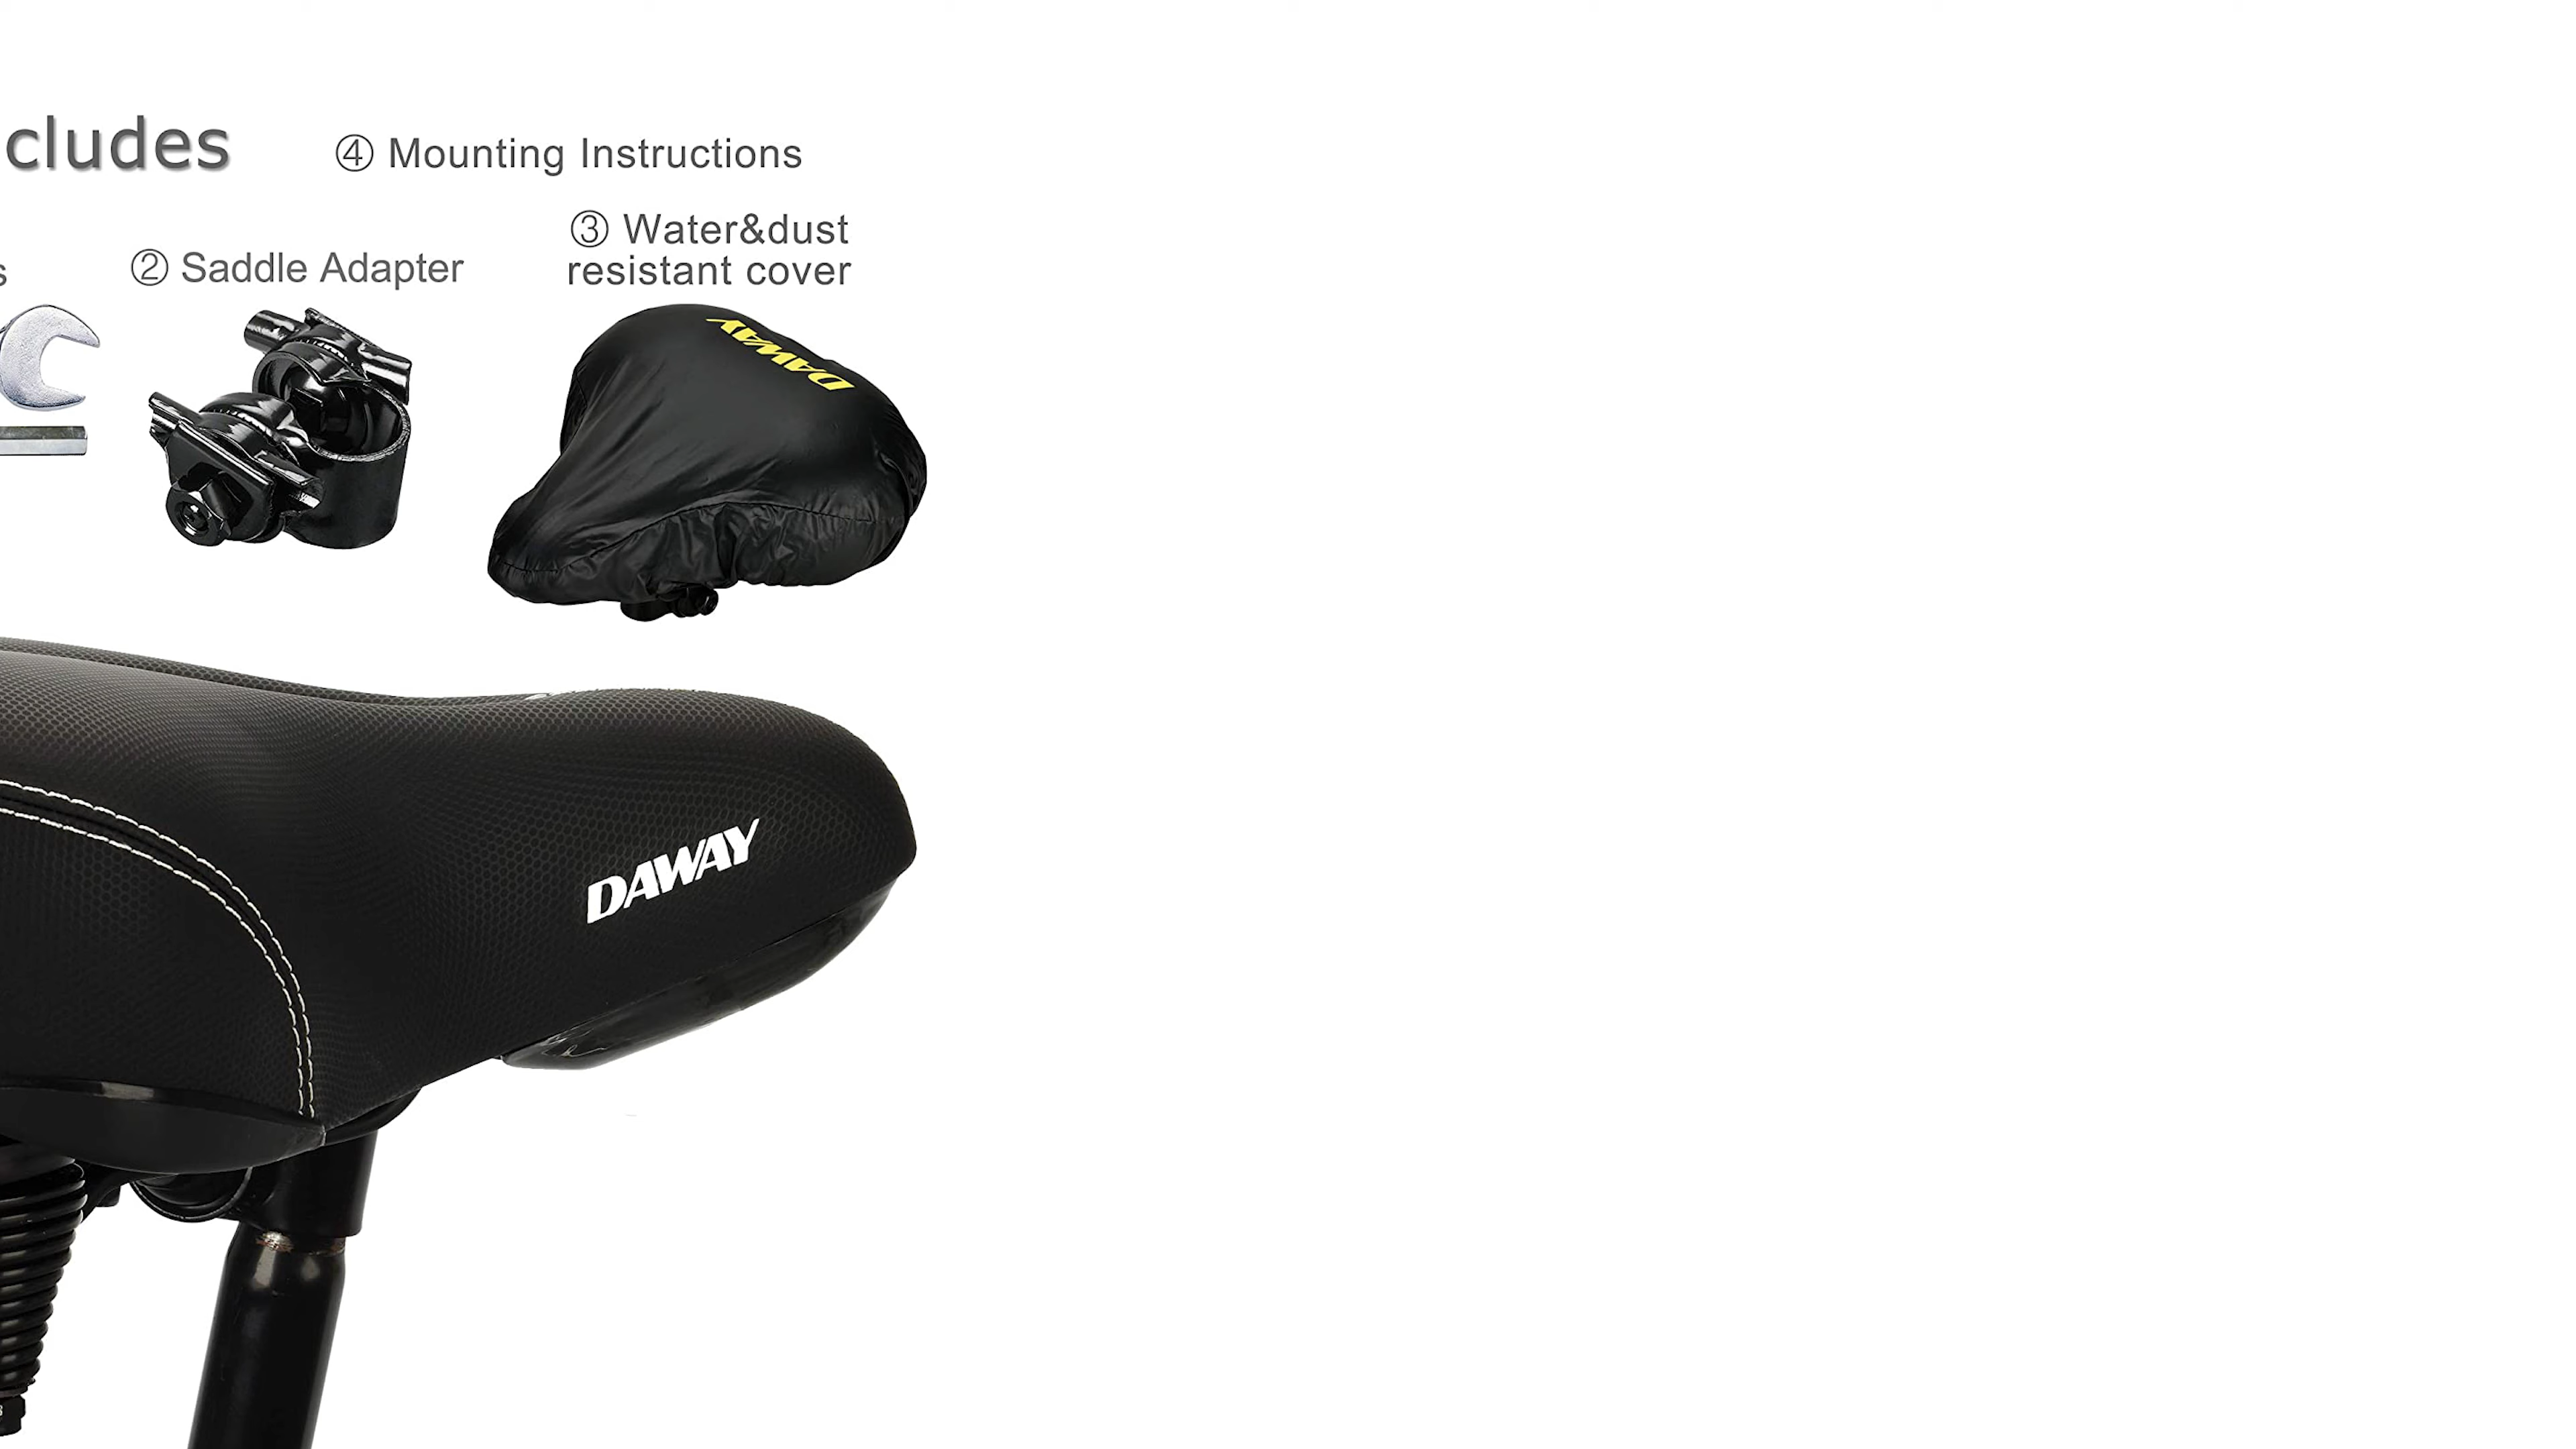 cludes
④ Mounting Instructions
③ Water&dust
resistant cover
s
② Saddle Adapter
DAWAY
DAWAY